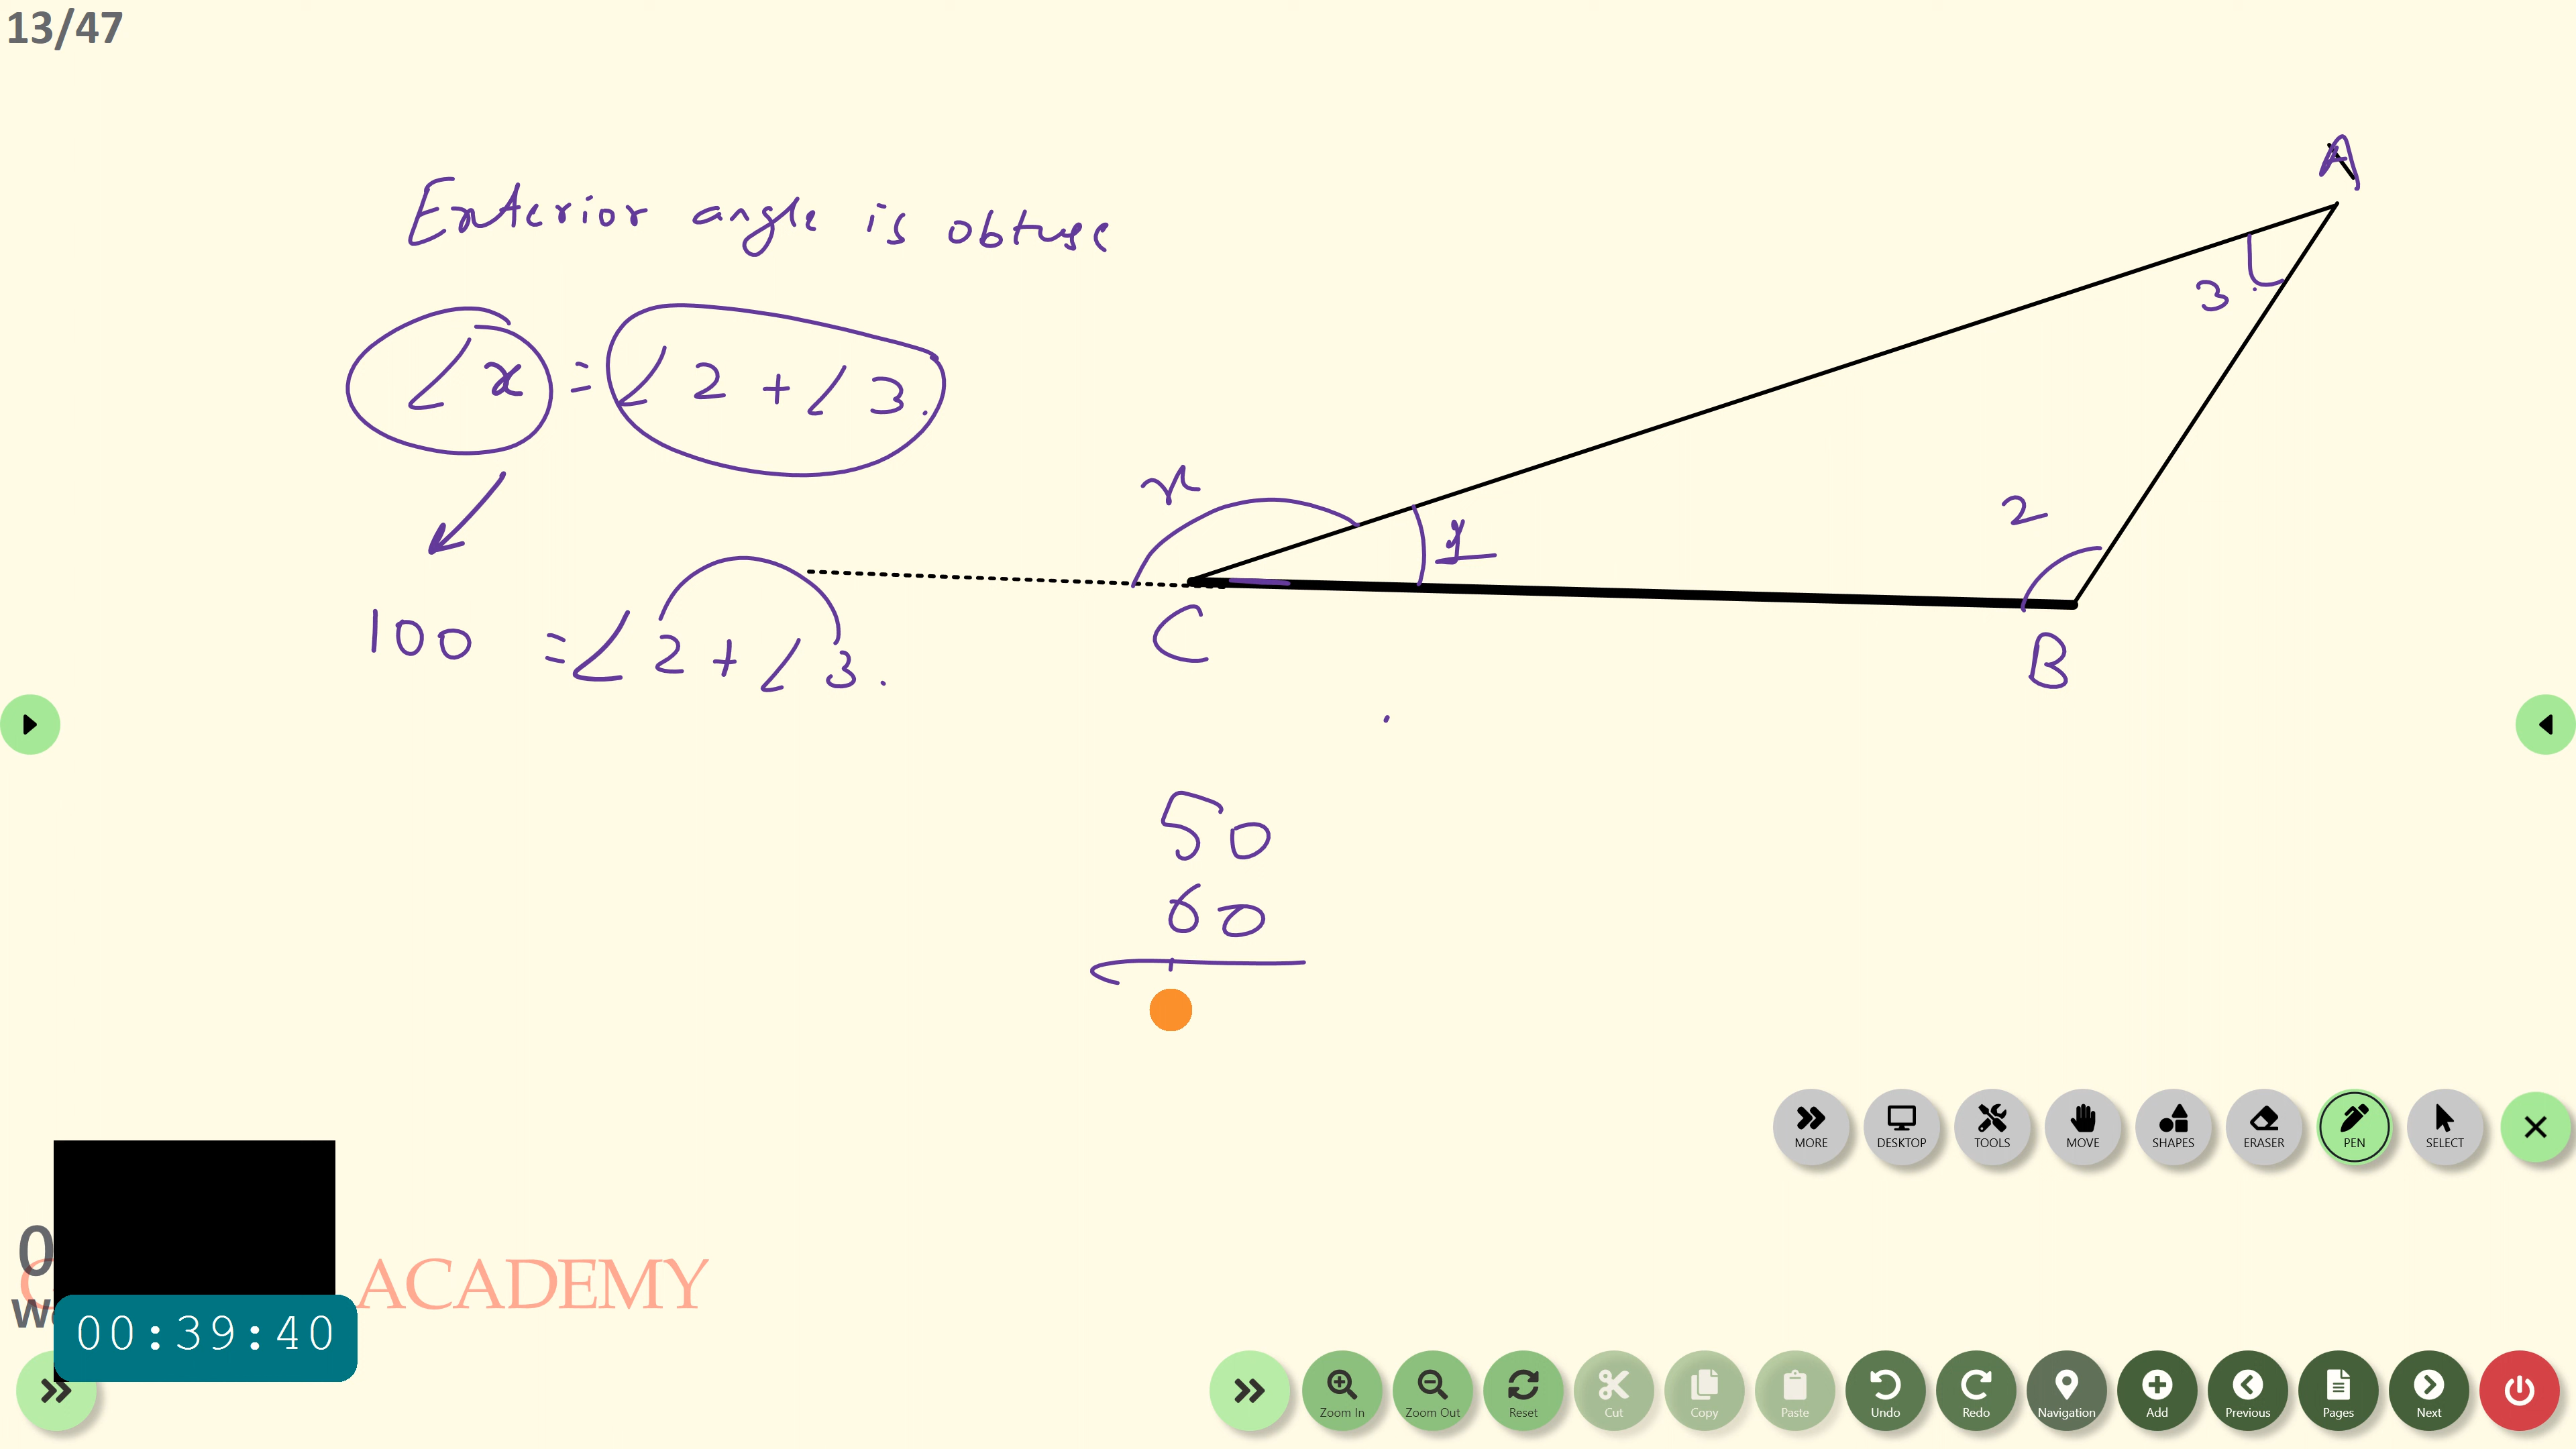 13/47
Exterior angle is obtuse
∠x = ∠2 + ∠3.
100 = ∠2 + ∠3.
A
3
x
1
2
C
B
50
60
MORE
DESKTOP
TOOLS
MOVE
SHAPES
ERASER
PEN
SELECT
ACADEMY
00:39:40
Zoom In
Zoom Out
Reset
Cut
Copy
Paste
Undo
Redo
Navigation
Add
Previous
Pages
Next